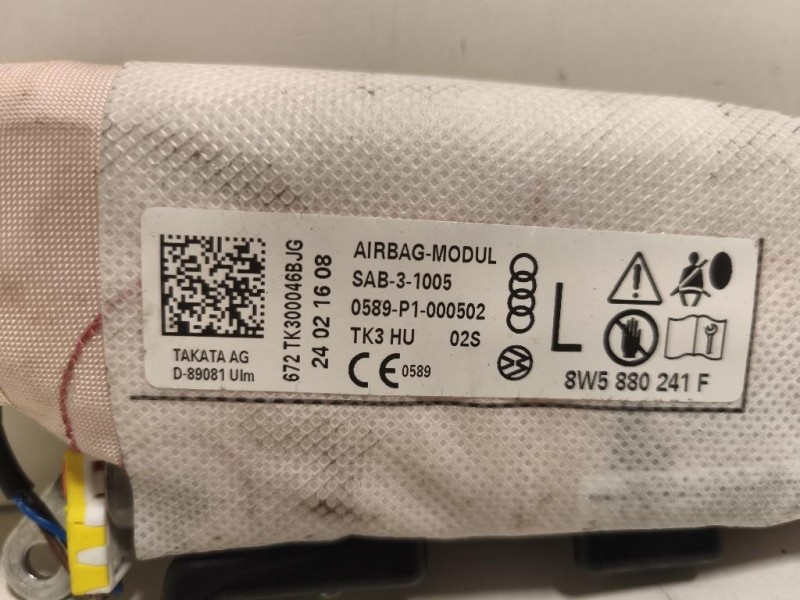 TAKATA AG
D-89081 Ulm
672 TK300046BJG
24 02 16 08
AIRBAG-MODUL
SAB-3-1005
0589-P1-000502
TK3 HU 02S
CE 0589
L
8W5 880 241 F